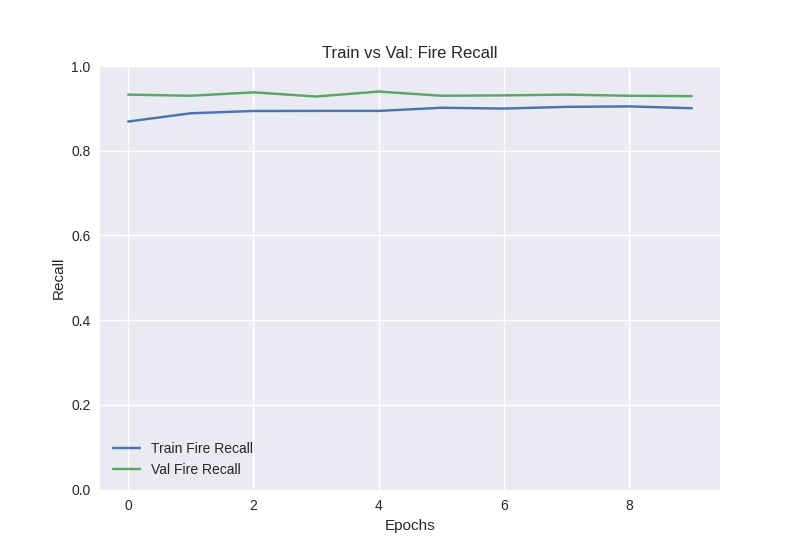 Train vs Val: Fire Recall
1.0
0.8
0.6
0.4
0.2
0.0
Recall
Train Fire Recall
Val Fire Recall
0 2 4 6 8
Epochs